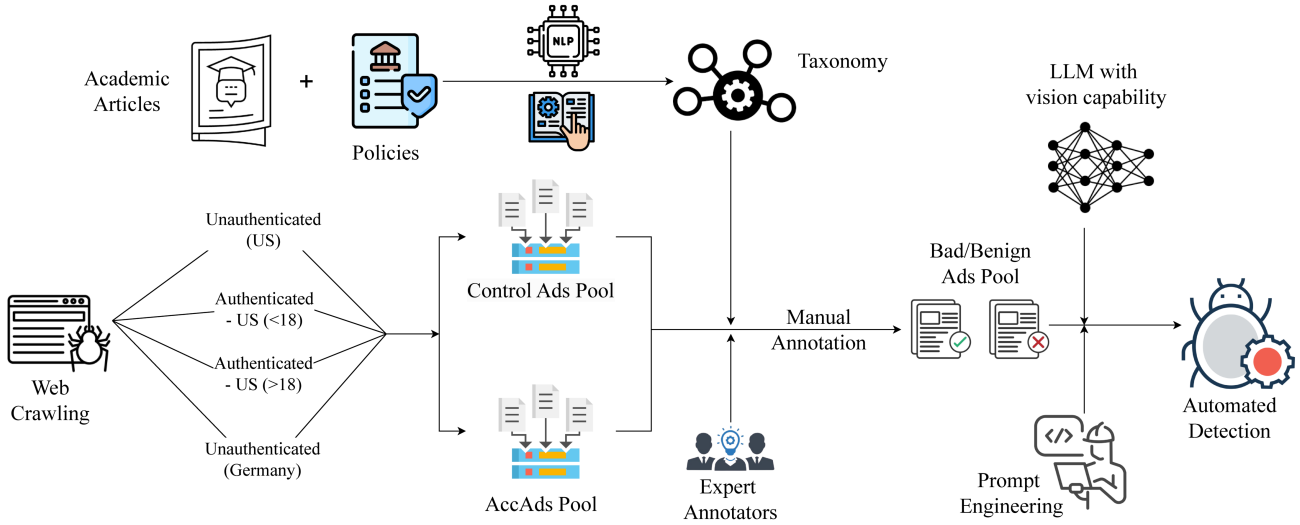 Academic
Articles
+
Policies
NLP
Taxonomy
LLM with
vision capability
Web
Crawling
Unauthenticated
(US)
Authenticated
- US (<18)
Authenticated
- US (>18)
Unauthenticated
(Germany)
Control Ads Pool
AccAds Pool
Manual
Annotation
Expert
Annotators
Bad/Benign
Ads Pool
</>
Prompt
Engineering
Automated
Detection